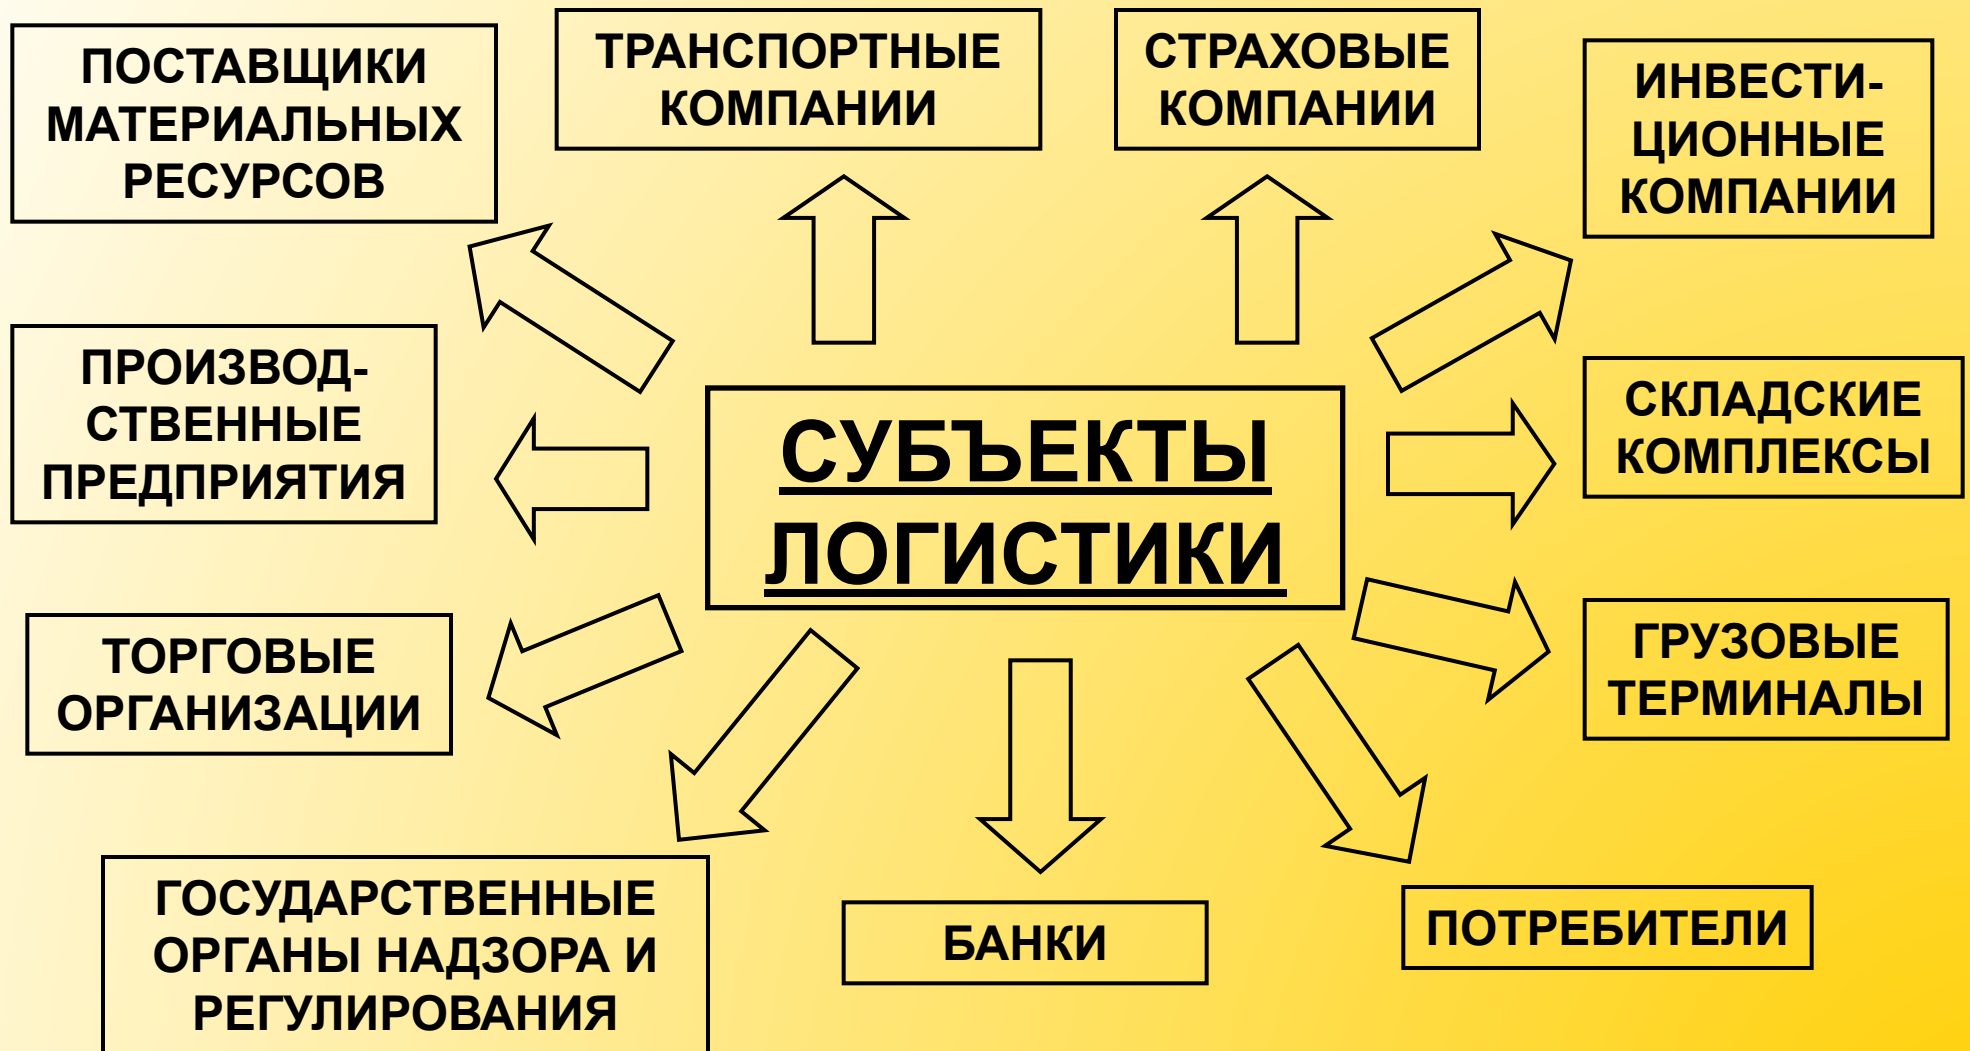 ПОСТАВЩИКИ
МАТЕРИАЛЬНЫХ
РЕСУРСОВ
ТРАНСПОРТНЫЕ
КОМПАНИИ
СТРАХОВЫЕ
КОМПАНИИ
ИНВЕСТИ-
ЦИОННЫЕ
КОМПАНИИ
ПРОИЗВОД-
СТВЕННЫЕ
ПРЕДПРИЯТИЯ
СУБЪЕКТЫ
ЛОГИСТИКИ
СКЛАДСКИЕ
КОМПЛЕКСЫ
ТОРГОВЫЕ
ОРГАНИЗАЦИИ
ГРУЗОВЫЕ
ТЕРМИНАЛЫ
ГОСУДАРСТВЕННЫЕ
ОРГАНЫ НАДЗОРА И
РЕГУЛИРОВАНИЯ
БАНКИ
ПОТРЕБИТЕЛИ